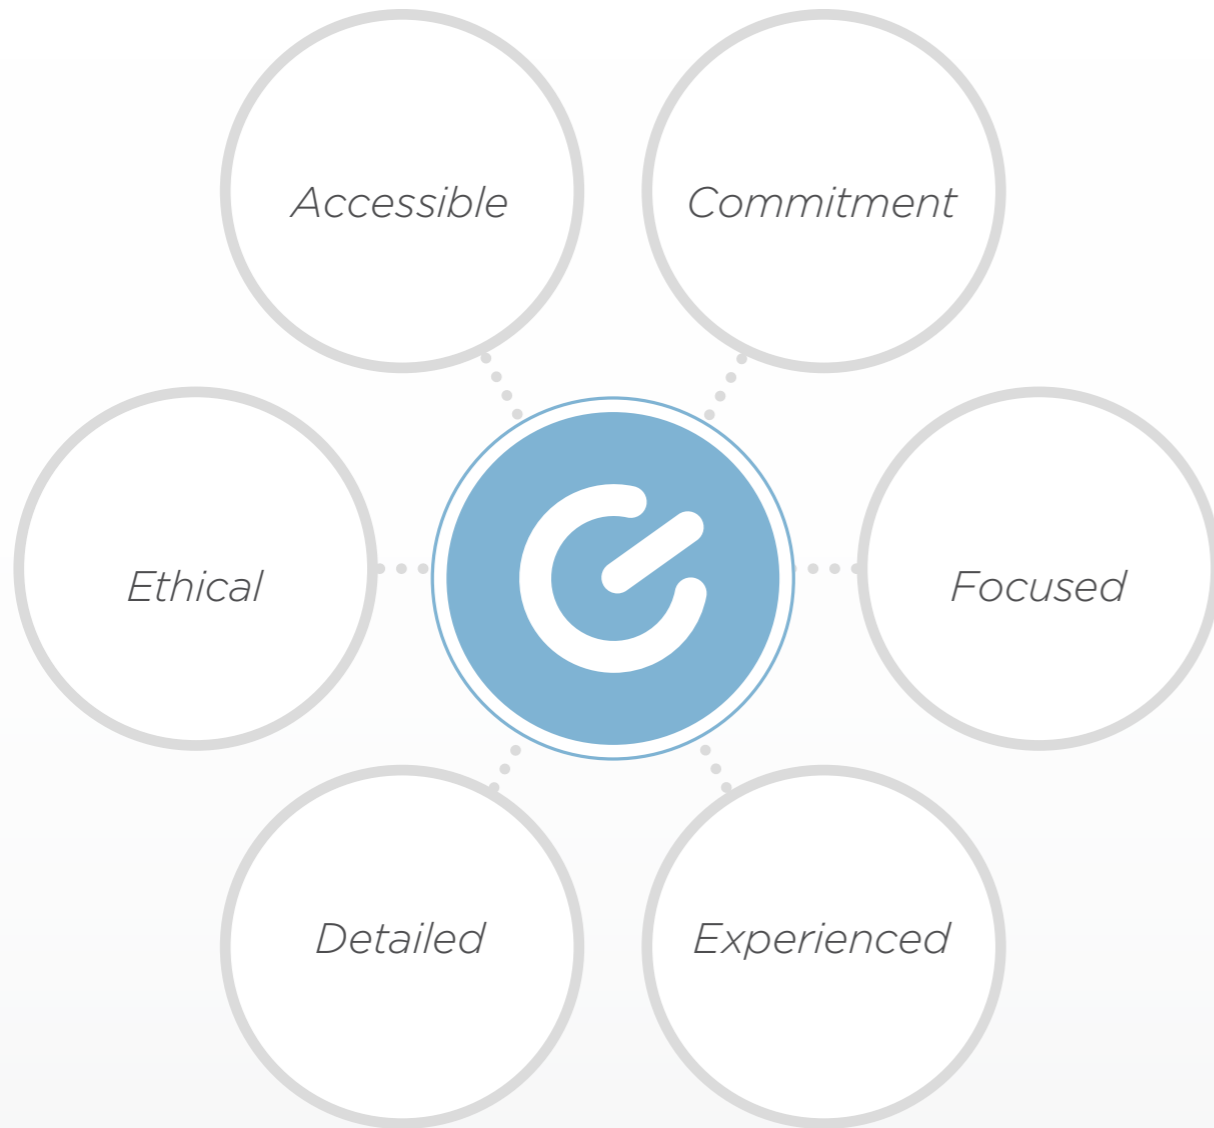 Accessible
Commitment
Ethical
Focused
Detailed
Experienced